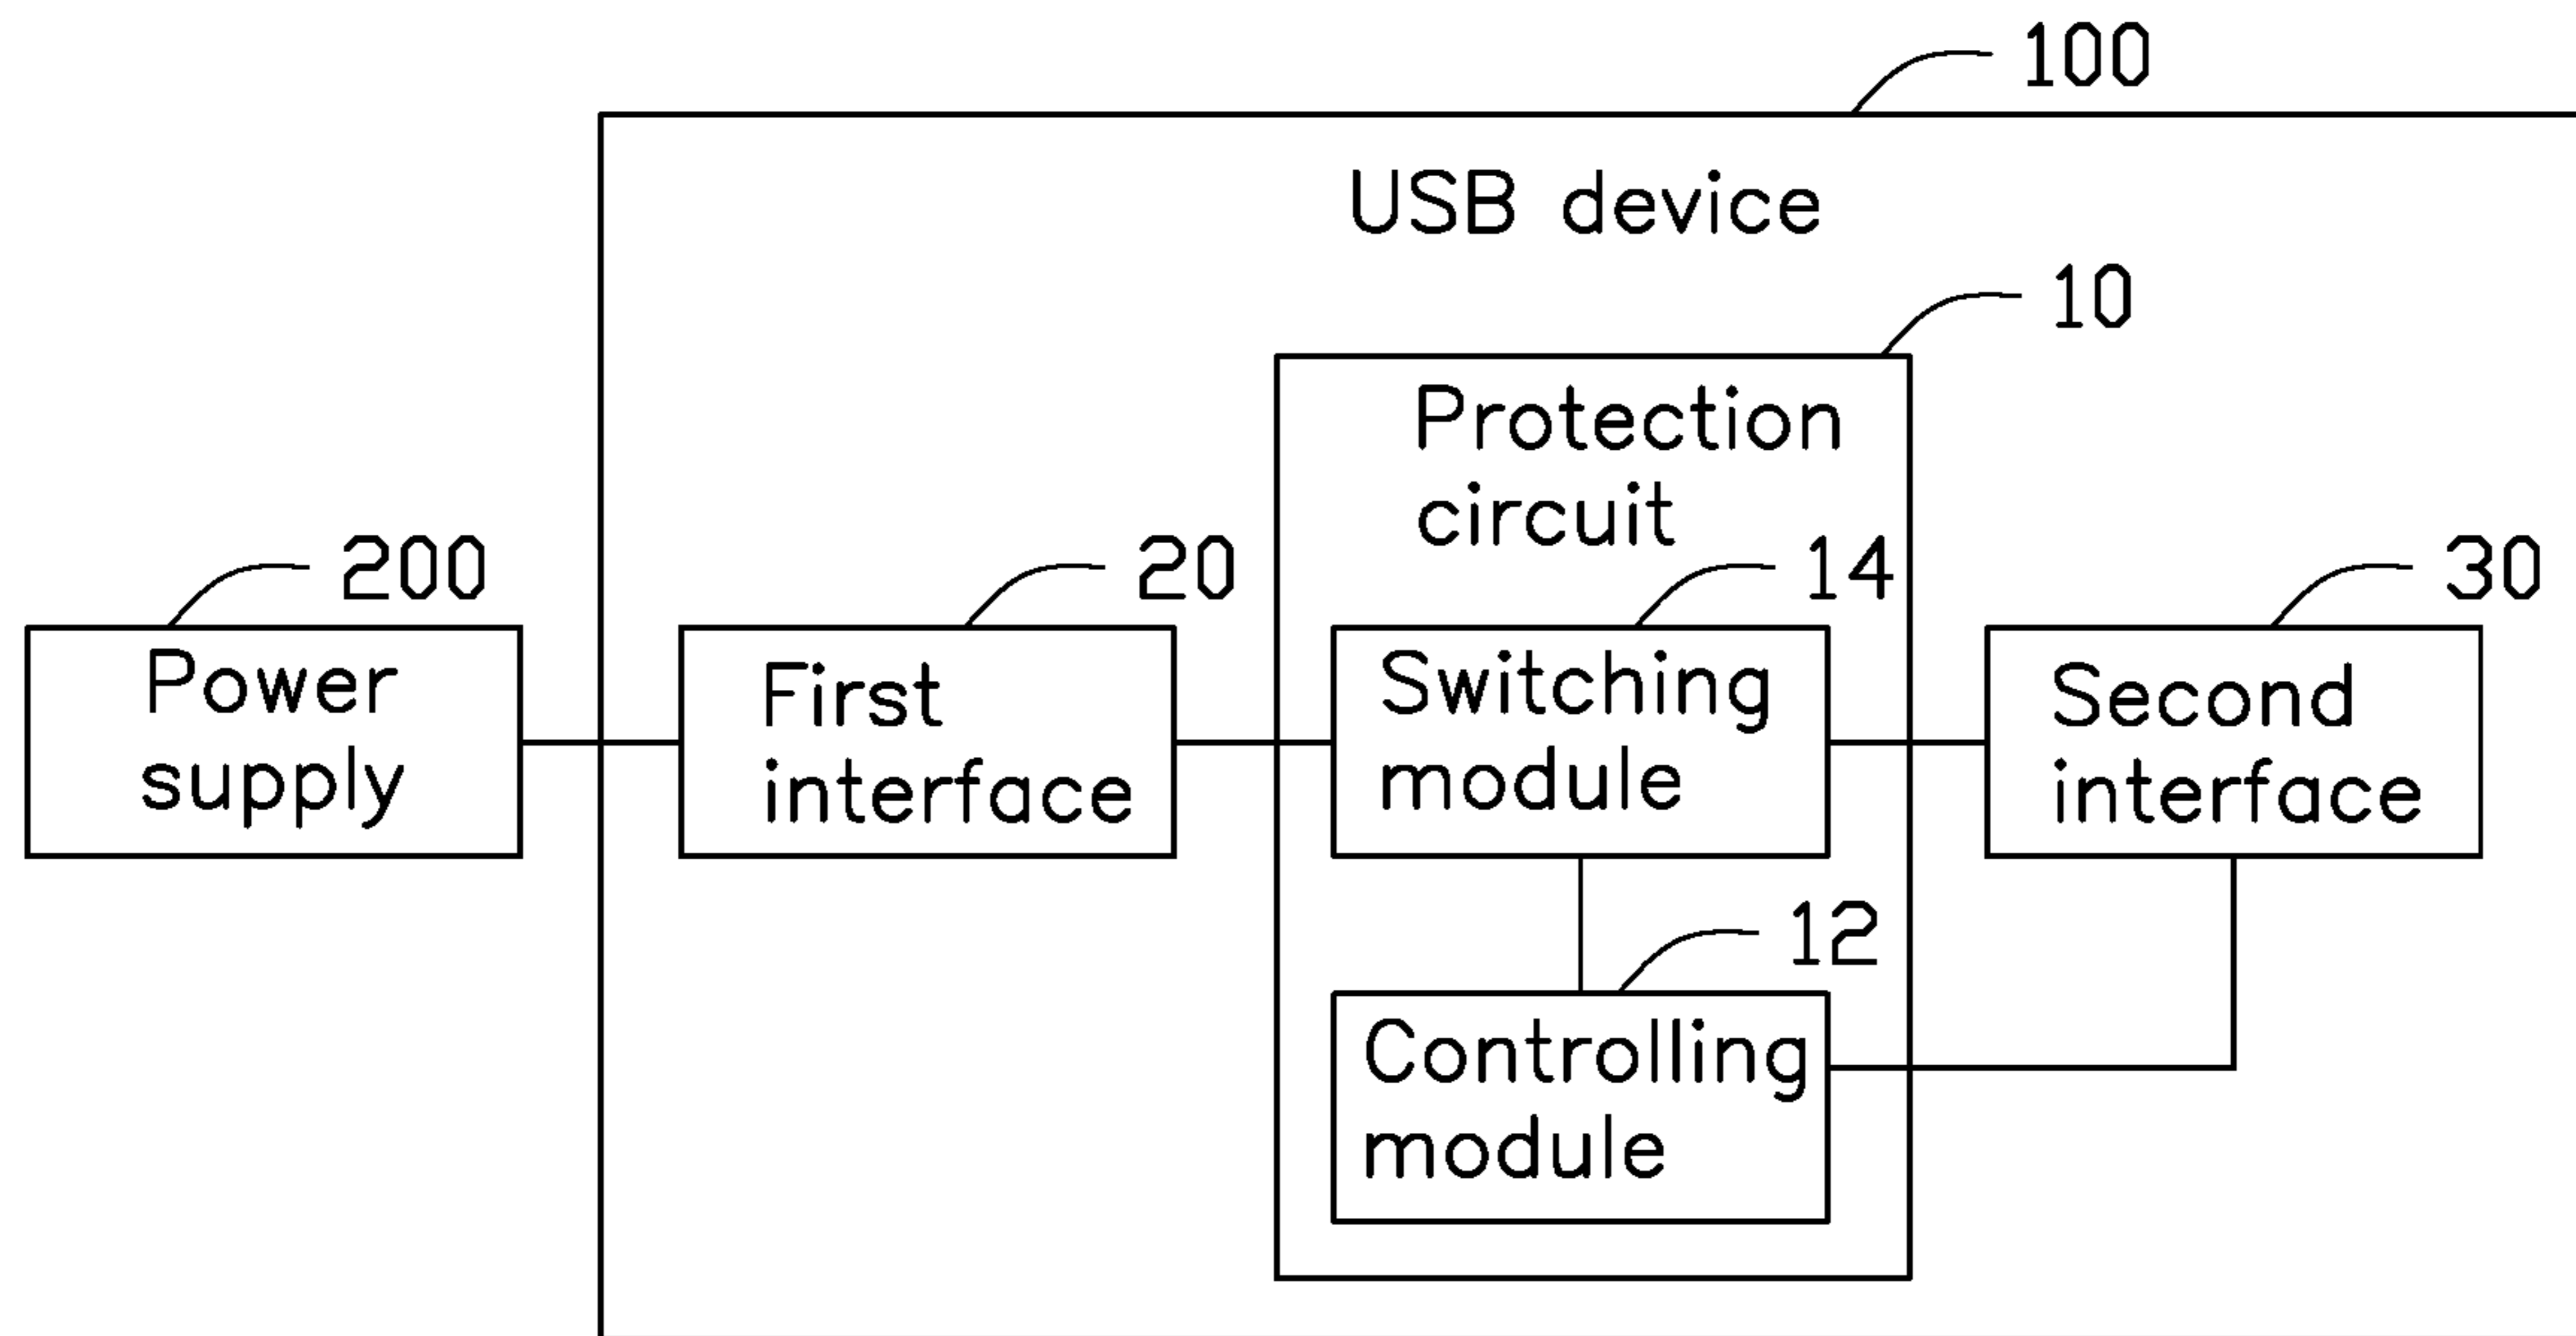 100
USB device
10
Protection
circuit
200
20
14
30
Power
supply
First
interface
Switching
module
Second
interface
12
Controlling
module